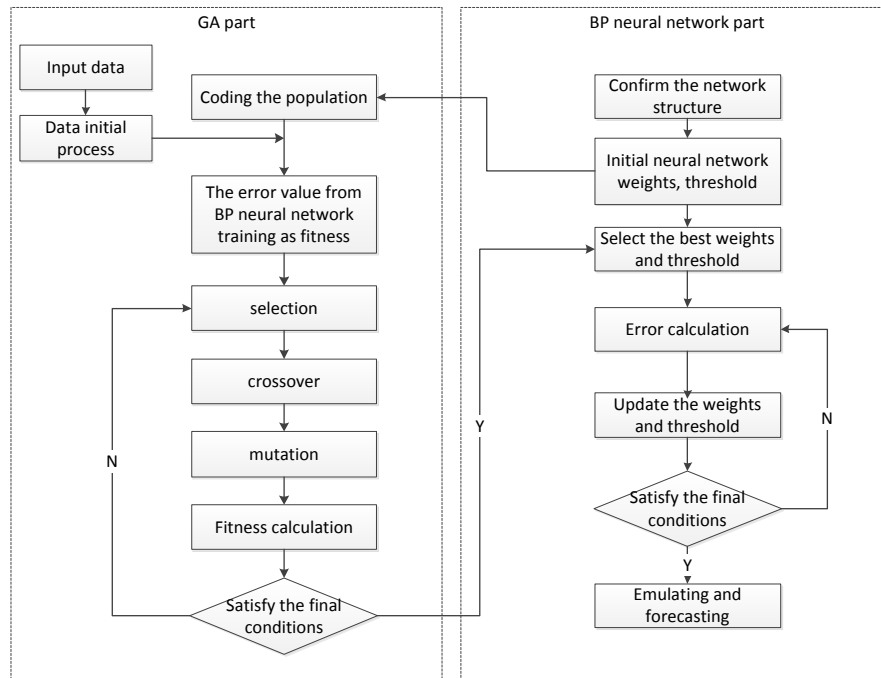 GA part
Input data
Data initial
process
Coding the population
The error value from
BP neural network
training as fitness
selection
crossover
mutation
Fitness calculation
Satisfy the final
conditions
N
Y
BP neural network part
Confirm the network
structure
Initial neural network
weights, threshold
Select the best weights
and threshold
Error calculation
Update the weights
and threshold
N
Satisfy the final
conditions
Y
Emulating and
forecasting